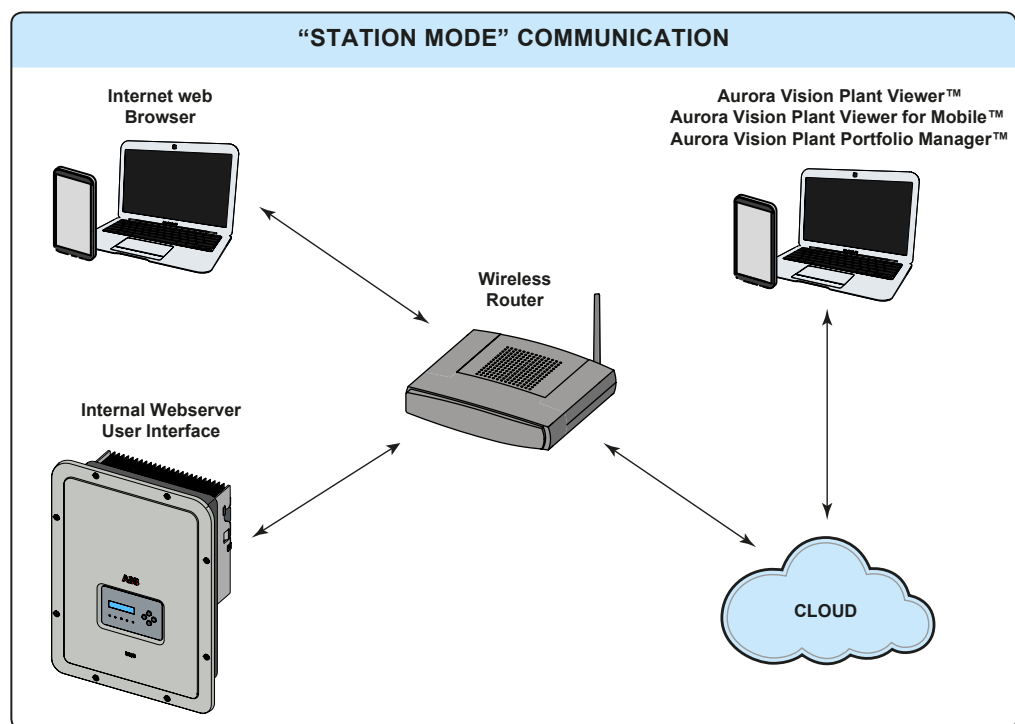 “STATION MODE” COMMUNICATION
Internet web
Browser
Aurora Vision Plant Viewer™
Aurora Vision Plant Viewer for Mobile™
Aurora Vision Plant Portfolio Manager™
Wireless
Router
Internal Webserver
User Interface
ABB
CLOUD